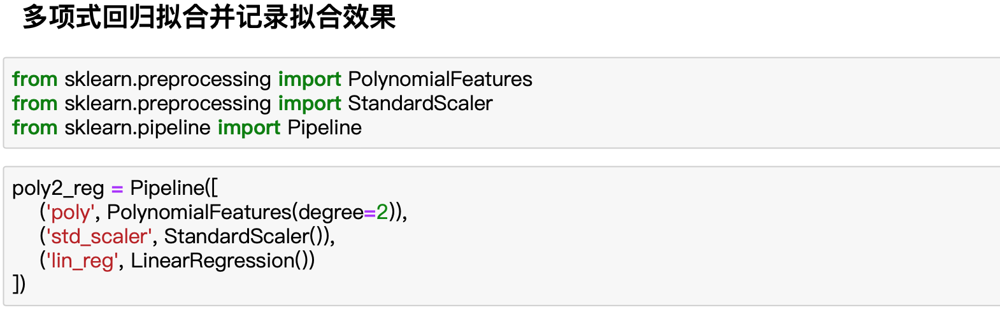 多项式回归拟合并记录拟合效果
from sklearn.preprocessing import PolynomialFeatures
from sklearn.preprocessing import StandardScaler
from sklearn.pipeline import Pipeline
poly2_reg = Pipeline([
    ('poly', PolynomialFeatures(degree=2)),
    ('std_scaler', StandardScaler()),
    ('lin_reg', LinearRegression())
])